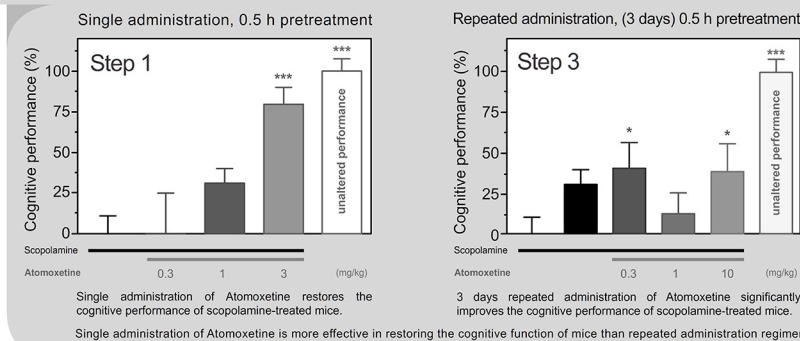 Single administration, 0.5 h pretreatment
Step 1
Cognitive performance (%)
100
75
50
25
0
***
***
unaltered performance
Scopolamine
Atomoxetine
0.3
1
3
(mg/kg)
Single administration of Atomoxetine restores the
cognitive performance of scopolamine-treated mice.
Repeated administration, (3 days) 0.5 h pretreatment
Step 3
Cognitive performance (%)
100
75
50
25
0
*
*
***
unaltered performance
Scopolamine
Atomoxetine
0.3
1
10
(mg/kg)
3 days repeated administration of Atomoxetine significantly
improves the cognitive performance of scopolamine-treated mice.
Single administration of Atomoxetine is more effective in restoring the cognitive function of mice than repeated administration regimen